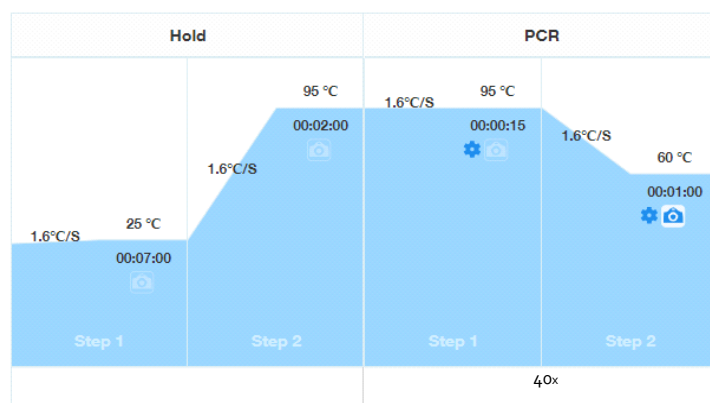 Hold
PCR
1.6°C/S
25 °C
00:07:00
Step 1
1.6°C/S
95 °C
00:02:00
Step 2
1.6°C/S
95 °C
00:00:15
Step 1
1.6°C/S
60 °C
00:01:00
Step 2
40x